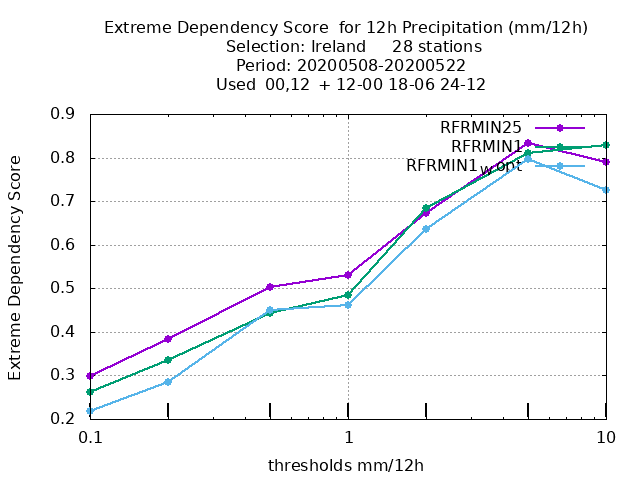 Extreme Dependency Score  for 12h Precipitation (mm/12h)
Selection: Ireland     28 stations
Period: 20200508-20200522
Used  00,12  + 12-00 18-06 24-12
RFRMIN25
RFRMIN1
RFRMIN1wopt
Extreme Dependency Score
0.9
0.8
0.7
0.6
0.5
0.4
0.3
0.2
0.1
1
10
thresholds mm/12h